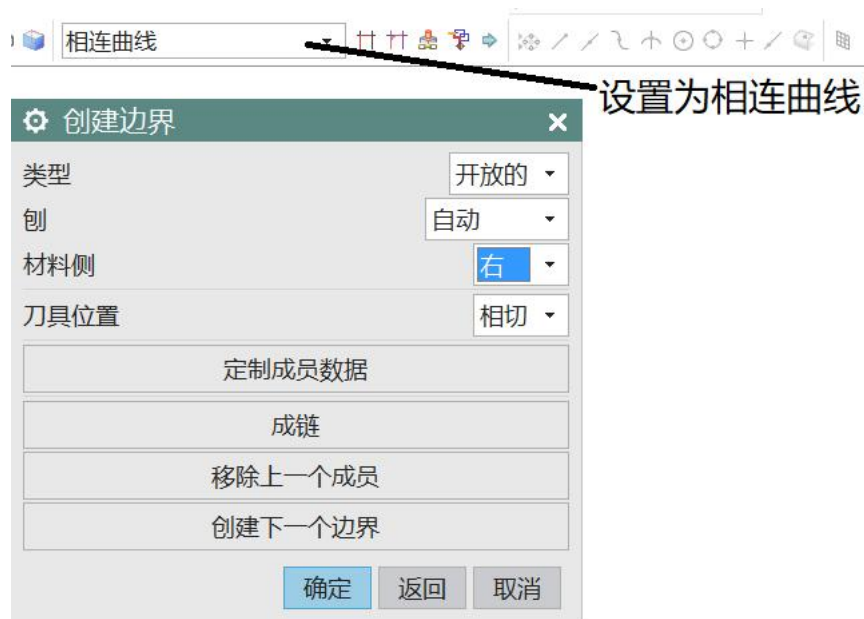 相连曲线
设置为相连曲线
创建边界
类型 开放的
刨 自动
材料侧 右
刀具位置 相切
定制成员数据
成链
移除上一个成员
创建下一个边界
确定 返回 取消